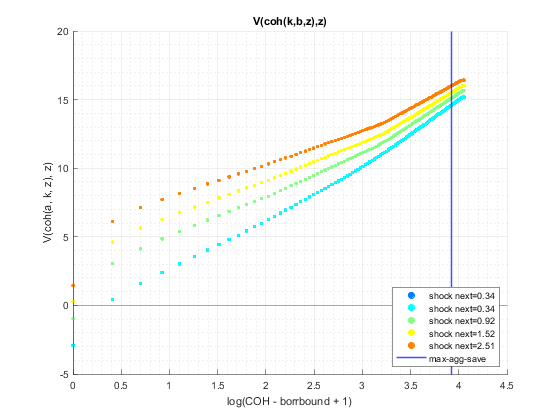 V(coh(k,b,z),z)
20
15
10
5
0
-5
V(coh(a, k, z), z)
0
0.5
1
1.5
2
2.5
3
3.5
4
4.5
log(COH - borrbound + 1)
shock next=0.34
shock next=0.34
shock next=0.92
shock next=1.52
shock next=2.51
max-agg-save